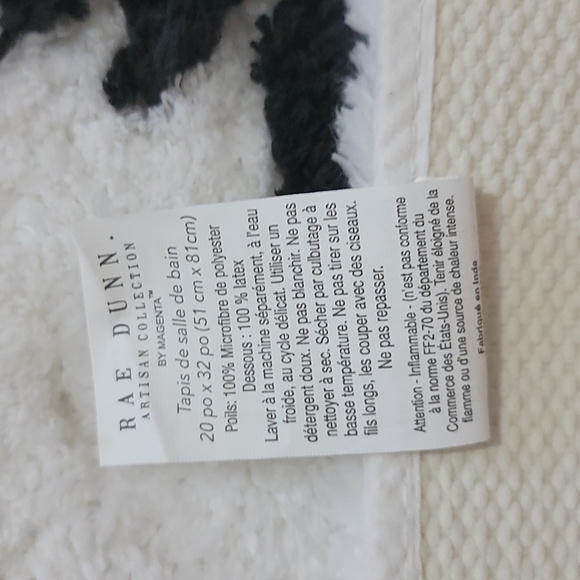 RAE DUNN.
ARTISAN COLLECTION
BY MAGENTA™
Tapis de salle de bain
20 po x 32 po (51 cm x 81cm)
Poils: 100% Microfibre de polyester
Dessous : 100 % latex
Laver à la machine séparément, à l'eau
froide, au cycle délicat. Utiliser un
détergent doux. Ne pas blanchir. Ne pas
nettoyer à sec. Sécher par culbutage à
basse température. Ne pas tirer sur les
fils longs, les couper avec des ciseaux.
Ne pas repasser.
Attention - Inflammable - (n'est pas conforme
à la norme FF2-70 du département du
Commerce des États-Unis). Tenir éloigné de la
flamme ou d'une source de chaleur intense.
Fabriqué en Inde